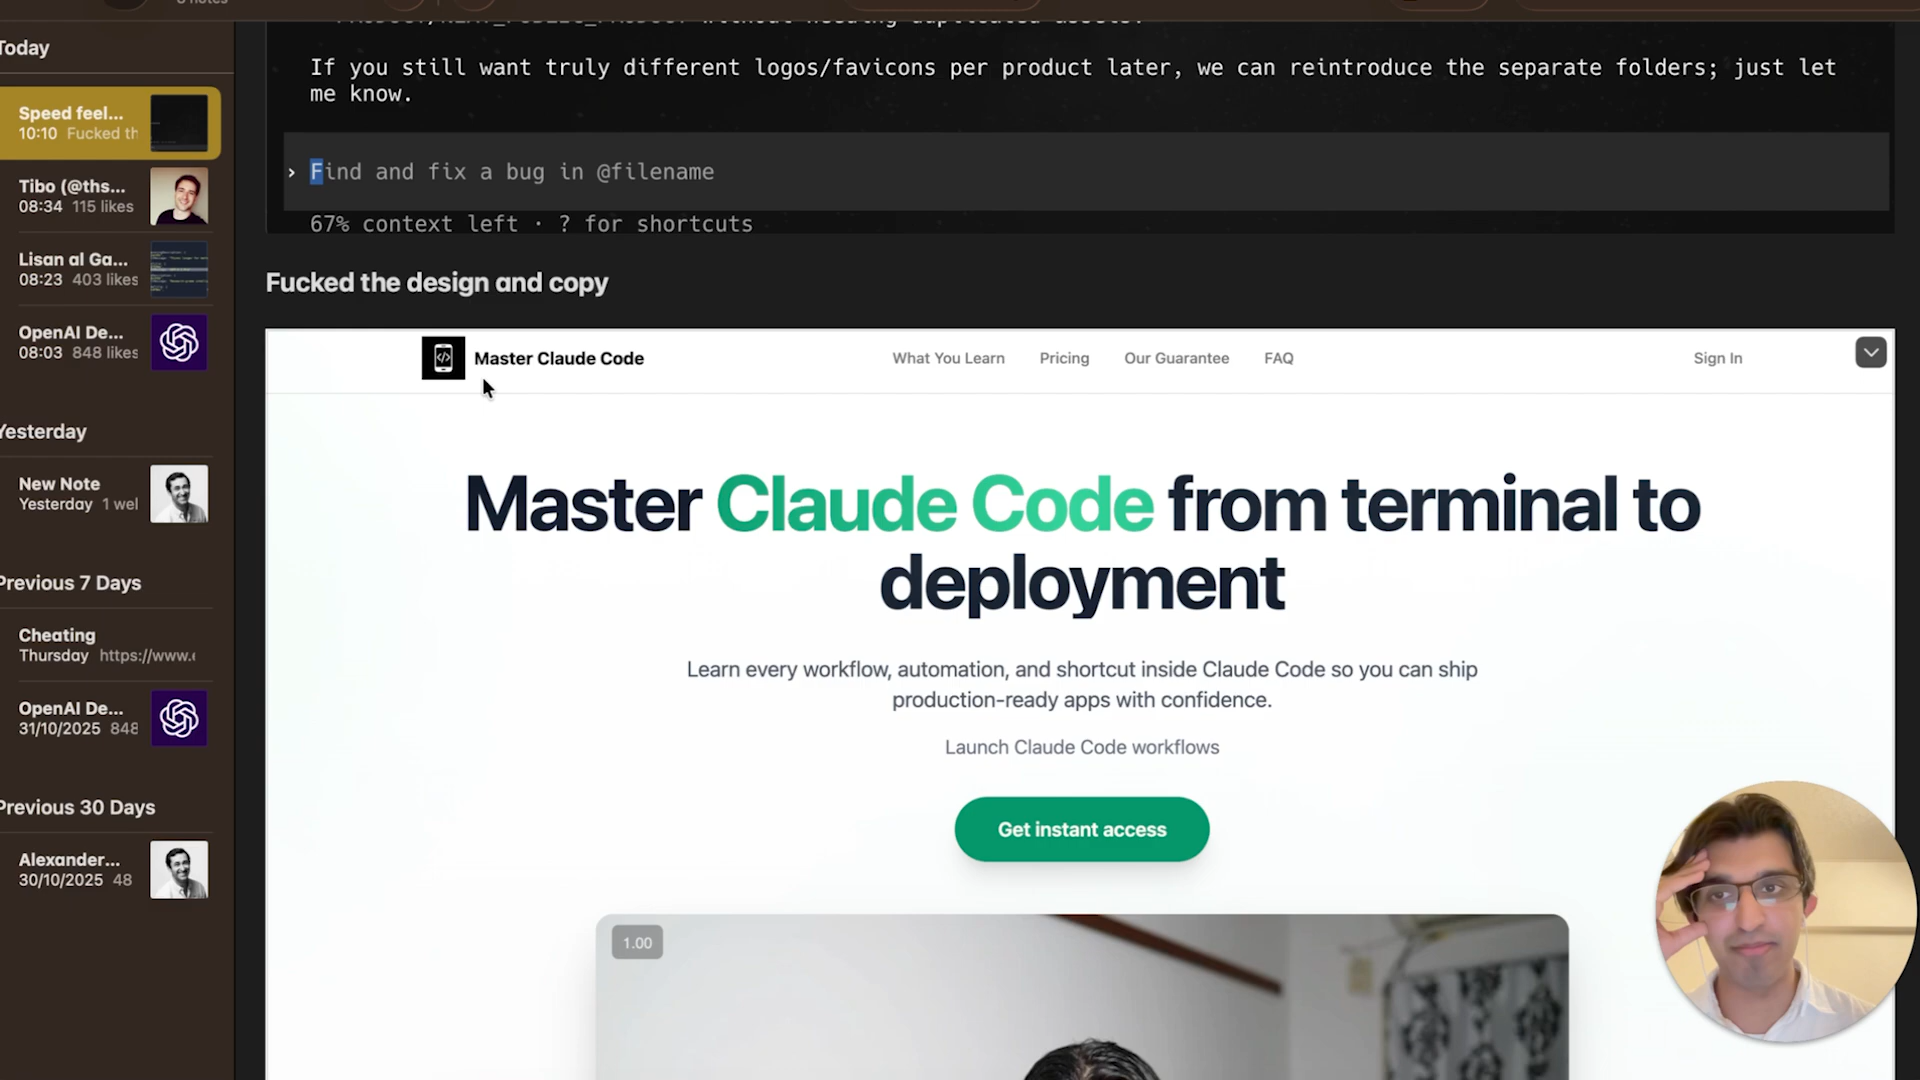 8 notes
Today
Speed feel...
10:10 Fucked th
Tibo (@ths...
08:34 115 likes
Lisan al Ga...
08:23 403 likes
OpenAI De...
08:03 848 likes
Yesterday
New Note
Yesterday 1 wel
Previous 7 Days
Cheating
Thursday https://www.
OpenAI De...
31/10/2025 848
Previous 30 Days
Alexander...
30/10/2025 48
without needing duplicated assets.
If you still want truly different logos/favicons per product later, we can reintroduce the separate folders; just let
me know.
› Find and fix a bug in @filename
67% context left · ? for shortcuts
Fucked the design and copy
Master Claude Code
What You Learn Pricing Our Guarantee FAQ
Sign In
Master Claude Code from terminal to
deployment
Learn every workflow, automation, and shortcut inside Claude Code so you can ship
production-ready apps with confidence.
Launch Claude Code workflows
Get instant access
1.00